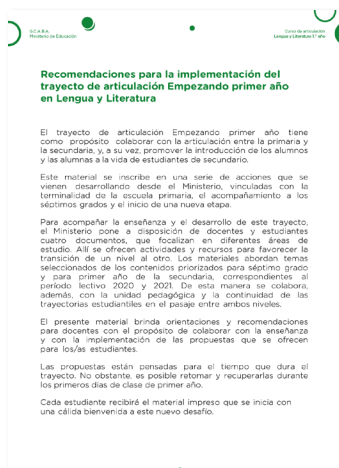 G.C.A.B.A.
Ministerio de Educación
Curso de articulación
Lengua y Literatura 1.er año
Recomendaciones para la implementación del
trayecto de articulación Empezando primer año
en Lengua y Literatura
El trayecto de articulación Empezando primer año tiene
como propósito colaborar con la articulación entre la primaria y
la secundaria, y, a su vez, promover la introducción de los alumnos
y las alumnas a la vida de estudiantes de secundario.
Este material se inscribe en una serie de acciones que se
vienen desarrollando desde el Ministerio, vinculadas con la
terminalidad de la escuela primaria, el acompañamiento a los
séptimos grados y el inicio de una nueva etapa.
Para acompañar la enseñanza y el desarrollo de este trayecto,
el Ministerio pone a disposición de docentes y estudiantes
cuatro documentos, que focalizan en diferentes áreas de
estudio. Allí se ofrecen actividades y recursos para favorecer la
transición de un nivel al otro. Los materiales abordan temas
seleccionados de los contenidos priorizados para séptimo grado
y para primer año de la secundaria, correspondientes al
período lectivo 2020 y 2021. De esta manera se colabora,
además, con la unidad pedagógica y la continuidad de las
trayectorias estudiantiles en el pasaje entre ambos niveles.
El presente material brinda orientaciones y recomendaciones
para docentes con el propósito de colaborar con la enseñanza
y con la implementación de las propuestas que se ofrecen
para los/as estudiantes.
Las propuestas están pensadas para el tiempo que dura el
trayecto. No obstante, es posible retomar y recuperarlas durante
los primeros días de clase de primer año.
Cada estudiante recibirá el material impreso que se inicia con
una cálida bienvenida a este nuevo desafío.